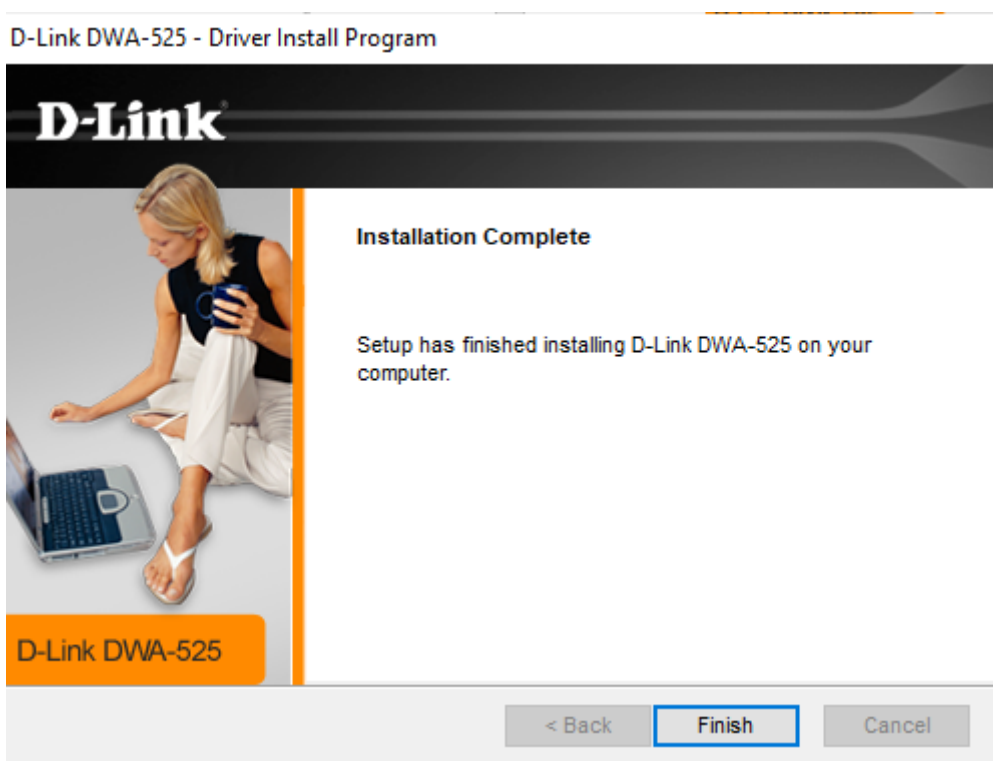 D-Link DWA-525 - Driver Install Program
D-Link
Installation Complete
Setup has finished installing D-Link DWA-525 on your
computer.
D-Link DWA-525
< Back
Finish
Cancel